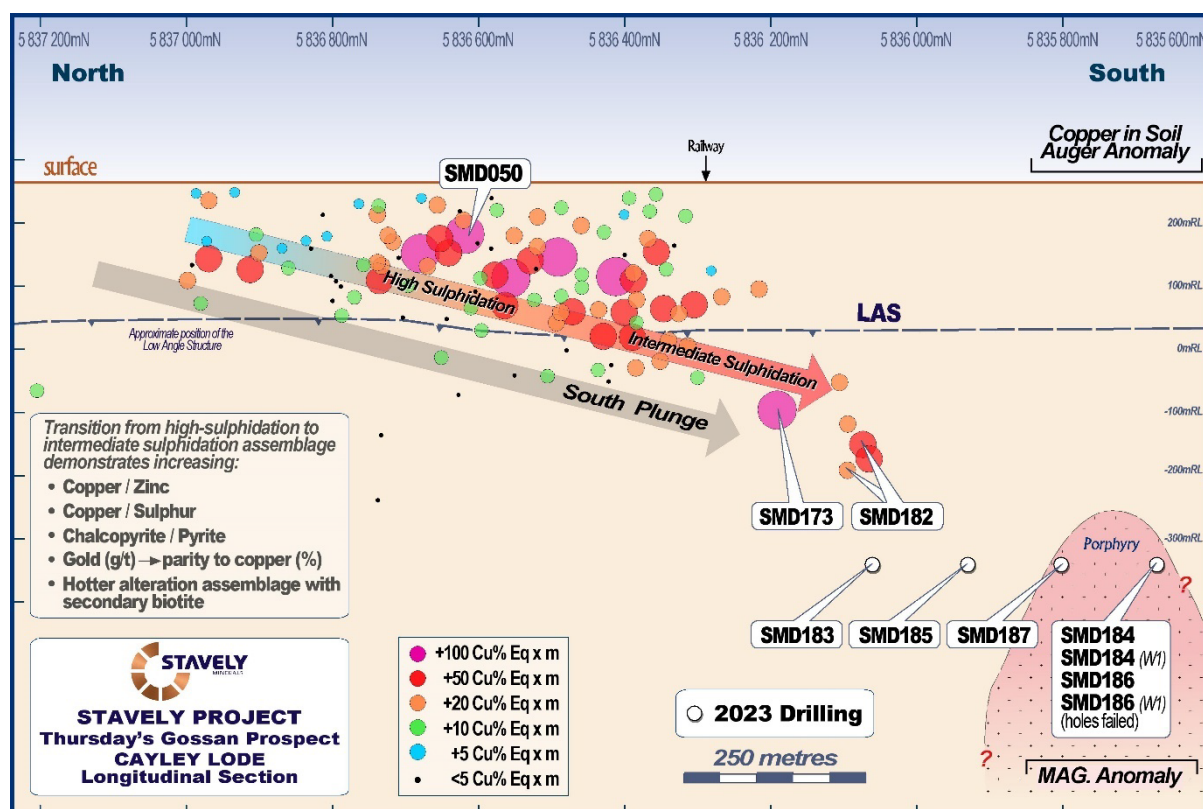 5 837 200mN
5 837 000mN
5 836 800mN
5 836 600mN
5 836 400mN
5 836 200mN
5 836 000mN
5 835 800mN
5 835 600mN
North
South
Copper in Soil
Auger Anomaly
Railway
surface
SMD050
200mRL
100mRL
0mRL
-100mRL
-200mRL
-300mRL
High Sulphidation
LAS
Approximate position of the
Low Angle Structure
Intermediate Sulphidation
South Plunge
Transition from high-sulphidation to
intermediate sulphidation assemblage
demonstrates increasing:
• Copper / Zinc
• Copper / Sulphur
• Chalcopyrite / Pyrite
• Gold (g/t) → parity to copper (%)
• Hotter alteration assemblage with
secondary biotite
SMD173
SMD182
Porphyry
?
SMD183
SMD185
SMD187
SMD184
SMD184 (W1)
SMD186
SMD186 (W1)
(holes failed)
STAVELY
MINERALS
STAVELY PROJECT
Thursday's Gossan Prospect
CAYLEY LODE
Longitudinal Section
+100 Cu% Eq x m
+50 Cu% Eq x m
+20 Cu% Eq x m
+10 Cu% Eq x m
+5 Cu% Eq x m
<5 Cu% Eq x m
2023 Drilling
250 metres
?
MAG. Anomaly